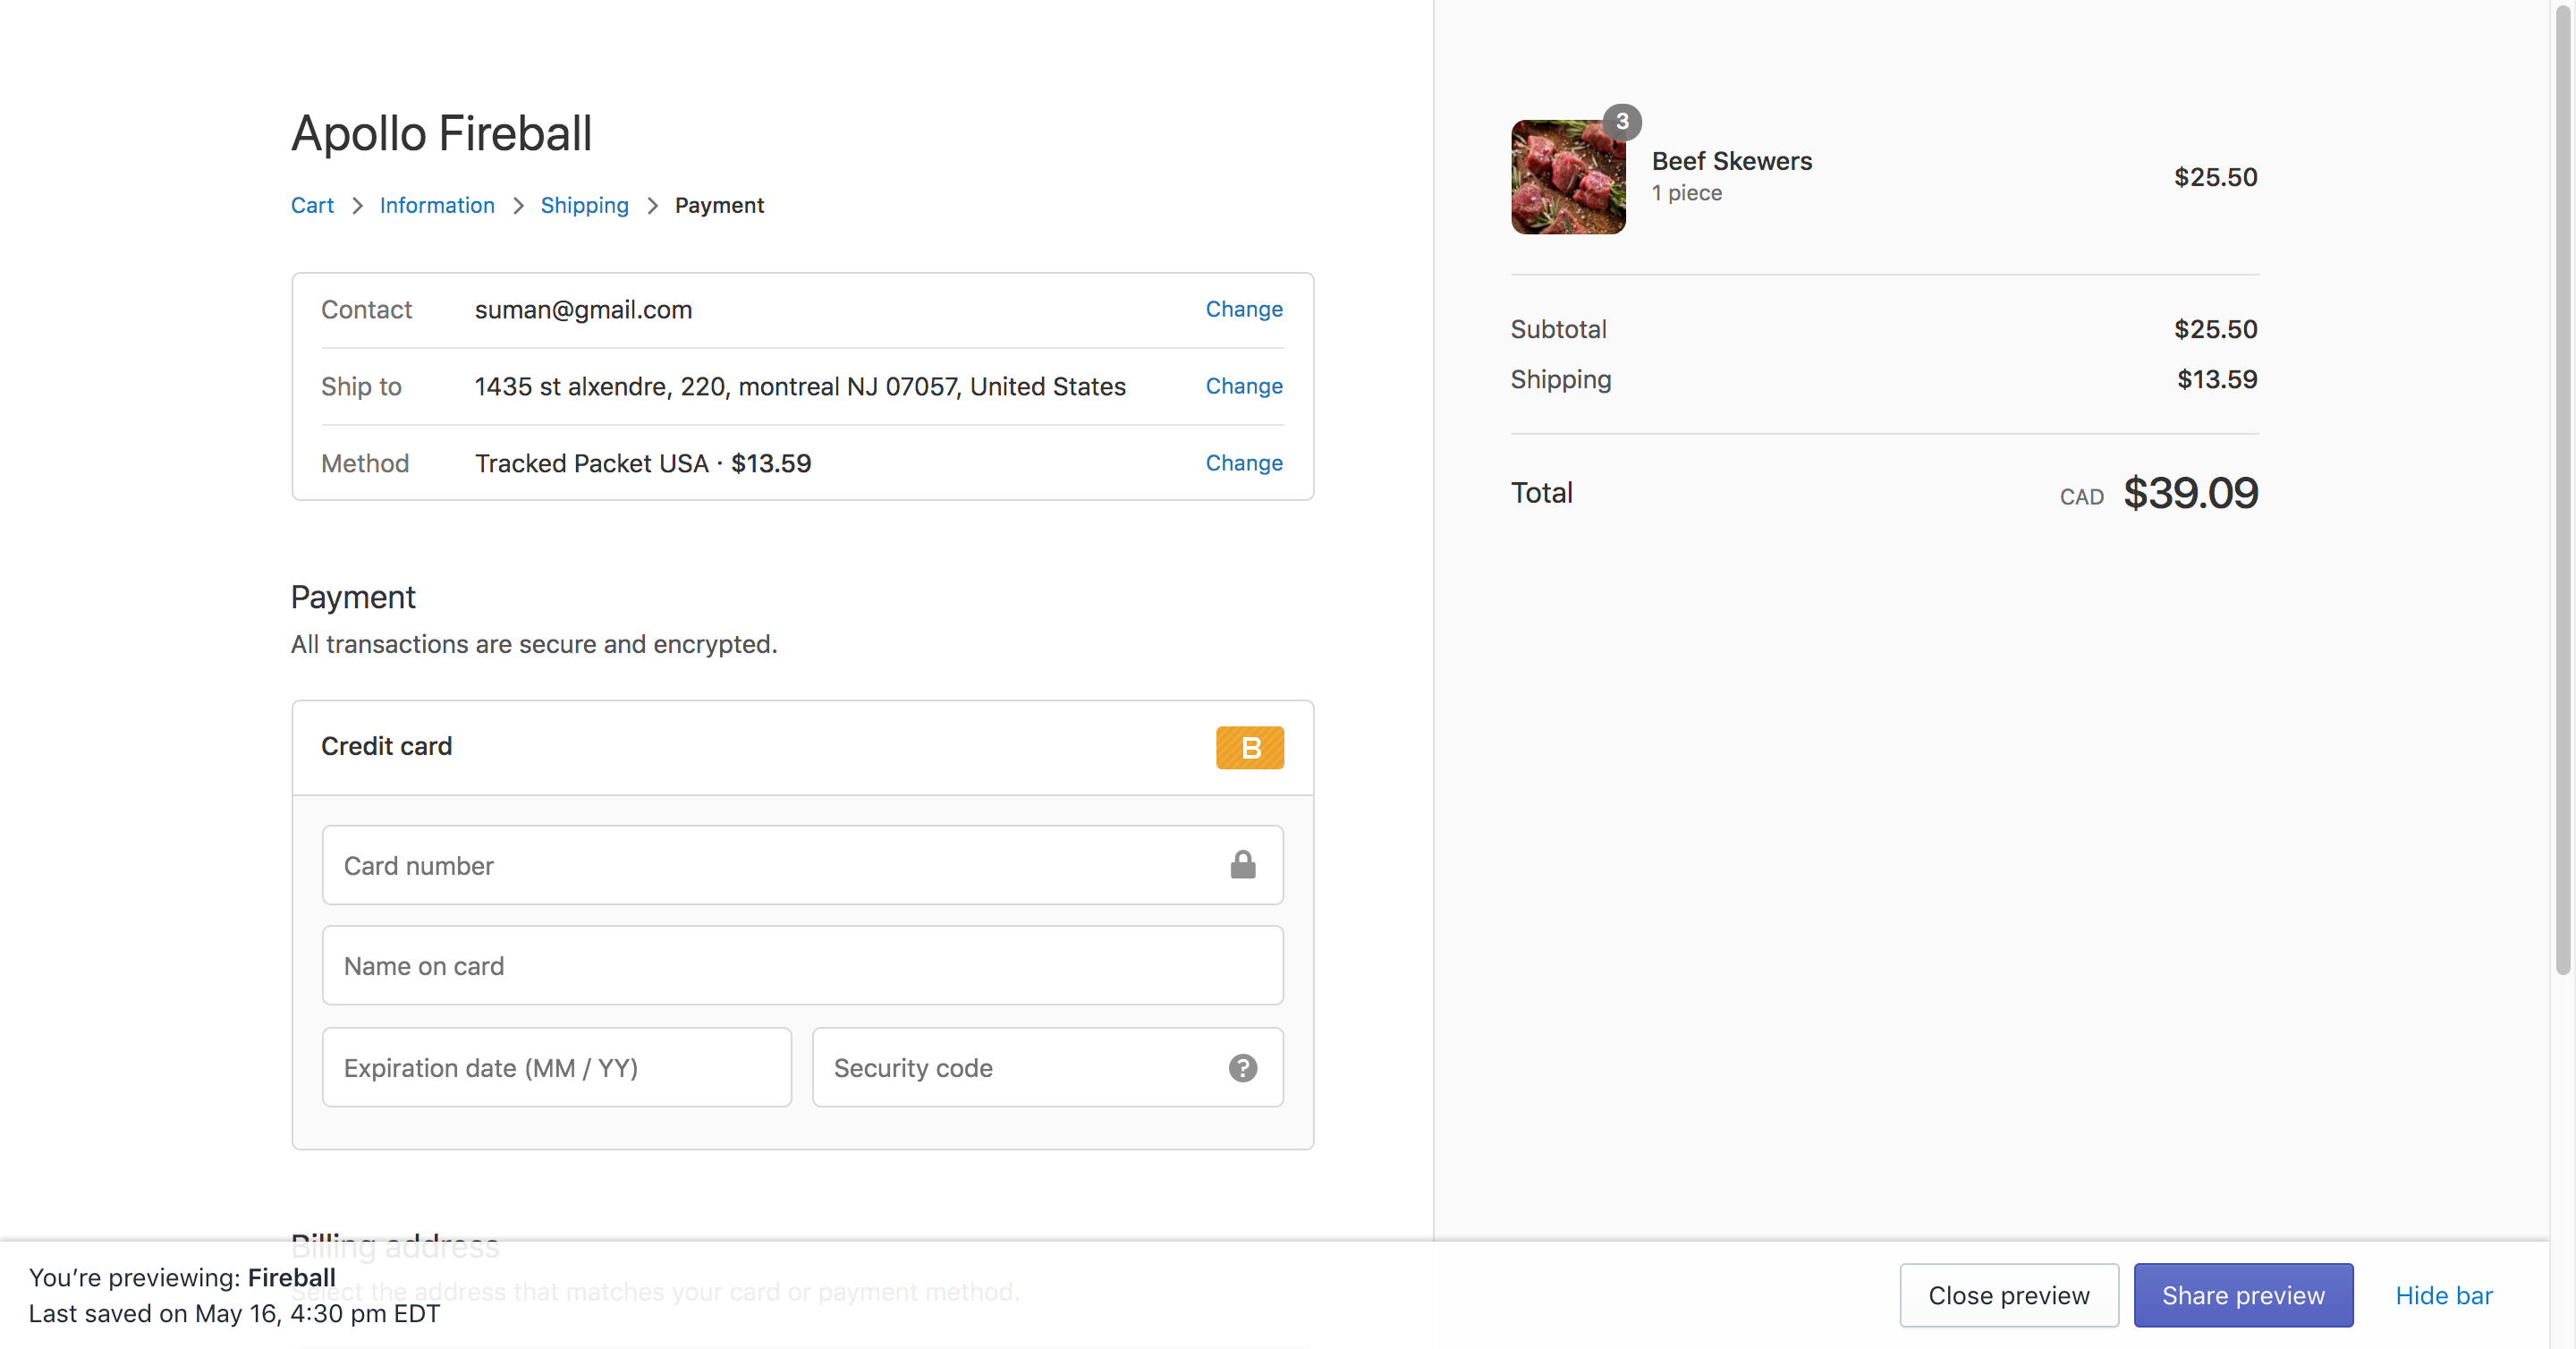 Apollo Fireball
Cart > Information > Shipping > Payment
Contact suman@gmail.com Change
Ship to 1435 st alxendre, 220, montreal NJ 07057, United States Change
Method Tracked Packet USA · $13.59 Change
Payment
All transactions are secure and encrypted.
Credit card B
Card number
Name on card
Expiration date (MM / YY) Security code ?
Billing address
Select the address that matches your card or payment method.
3
Beef Skewers
1 piece
$25.50
Subtotal $25.50
Shipping $13.59
Total CAD $39.09
You’re previewing: Fireball
Last saved on May 16, 4:30 pm EDT
Close preview Share preview Hide bar